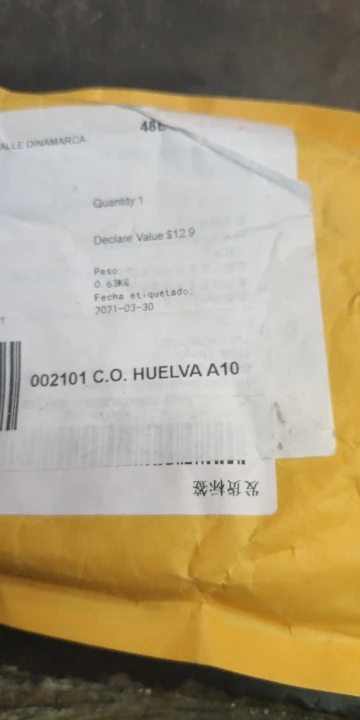 48E
ALLE DINAMARCA
Quantity 1
Declare Value $12.9
Peso:
0.63KG
Fecha etiquetado:
2021-03-30
002101 C.O. HUELVA A10
发货标签